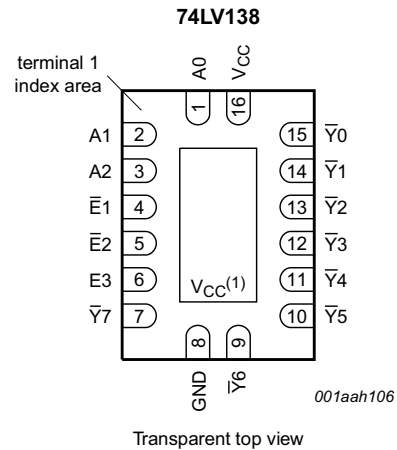 74LV138
terminal 1
index area
A0
VCC
1
16
A1 2
15 Y̅0
A2 3
14 Y̅1
E̅1 4
13 Y̅2
E̅2 5
12 Y̅3
E3 6
11 Y̅4
Y̅7 7
10 Y̅5
VCC(1)
8
9
GND
Y̅6
001aah106
Transparent top view